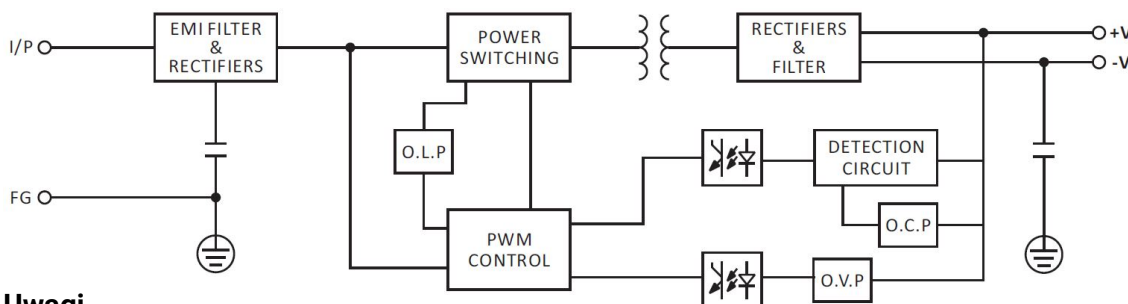 I/P
EMI FILTER
&
RECTIFIERS
POWER
SWITCHING
RECTIFIERS
&
FILTER
+V
-V
O.L.P
DETECTION
CIRCUIT
FG
O.C.P
PWM
CONTROL
O.V.P
Uwagi